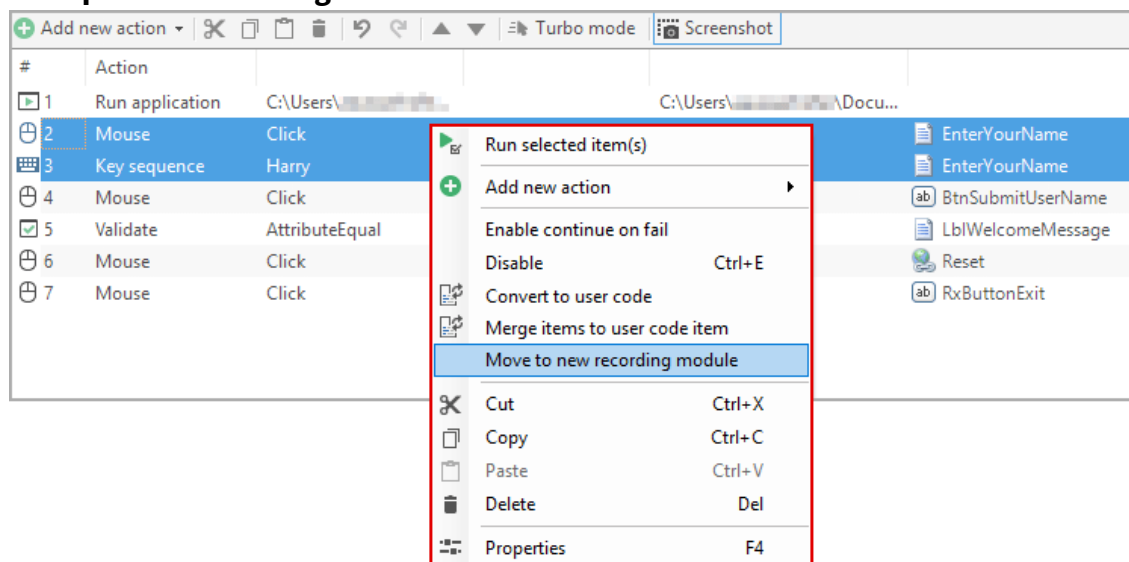 Add new action Turbo mode Screenshot
# Action
1 Run application C:\Users\ ... C:\Users\ \Docu...
2 Mouse Click EnterYourName
3 Key sequence Harry EnterYourName
4 Mouse Click BtnSubmitUserName
5 Validate AttributeEqual LblWelcomeMessage
6 Mouse Click Reset
7 Mouse Click RxButtonExit
Run selected item(s)
Add new action
Enable continue on fail
Disable Ctrl+E
Convert to user code
Merge items to user code item
Move to new recording module
Cut Ctrl+X
Copy Ctrl+C
Paste Ctrl+V
Delete Del
Properties F4